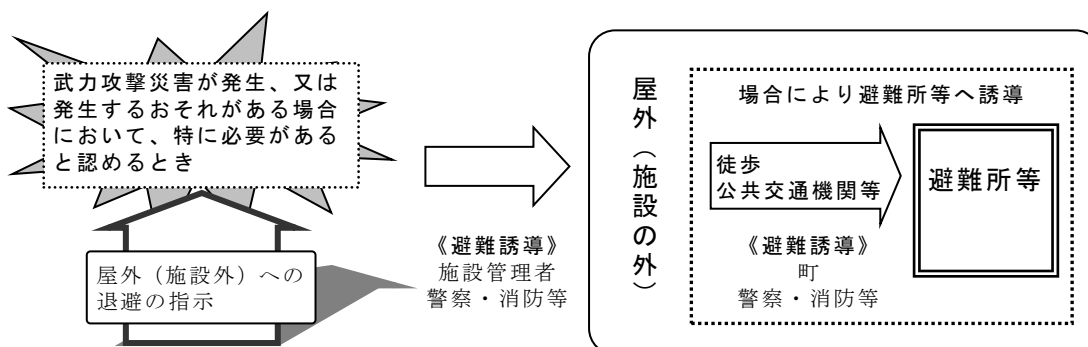 武力攻撃災害が発生、又は
発生するおそれがある場合
において、特に必要がある
と認めるとき
屋外（施設外）への
退避の指示
《避難誘導》
施設管理者
警察・消防等
屋外（施設の外）
場合により避難所等へ誘導
徒歩
公共交通機関等
避難所等
《避難誘導》
町
警察・消防等